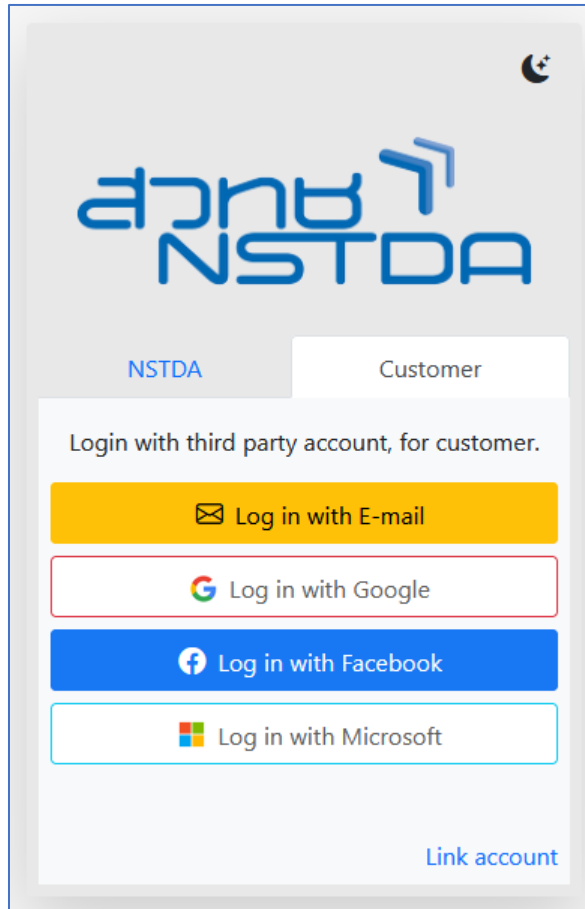 สวทช
NSTDA
NSTDA
Customer
Login with third party account, for customer.
Log in with E-mail
Log in with Google
Log in with Facebook
Log in with Microsoft
Link account